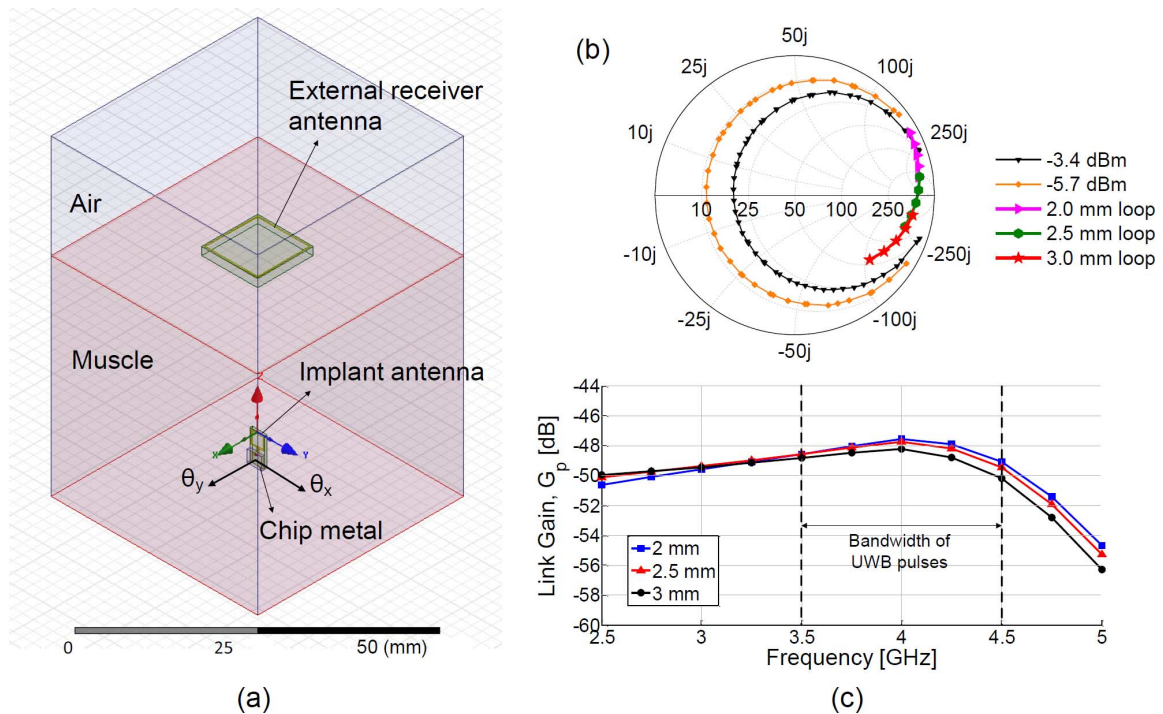 External receiver
antenna
Air
Muscle
Z
Implant antenna
X
Y
θy
θx
Chip metal
0
25
50 (mm)
(a)
(b)
50j
25j
100j
10j
250j
10
25
50
100
250
-10j
-250j
-25j
-100j
-50j
-3.4 dBm
-5.7 dBm
2.0 mm loop
2.5 mm loop
3.0 mm loop
Link Gain, Gp [dB]
-44
-46
-48
-50
-52
-54
-56
-58
-60
2 mm
2.5 mm
3 mm
Bandwidth of
UWB pulses
2.5
3
3.5
4
4.5
5
Frequency [GHz]
(c)